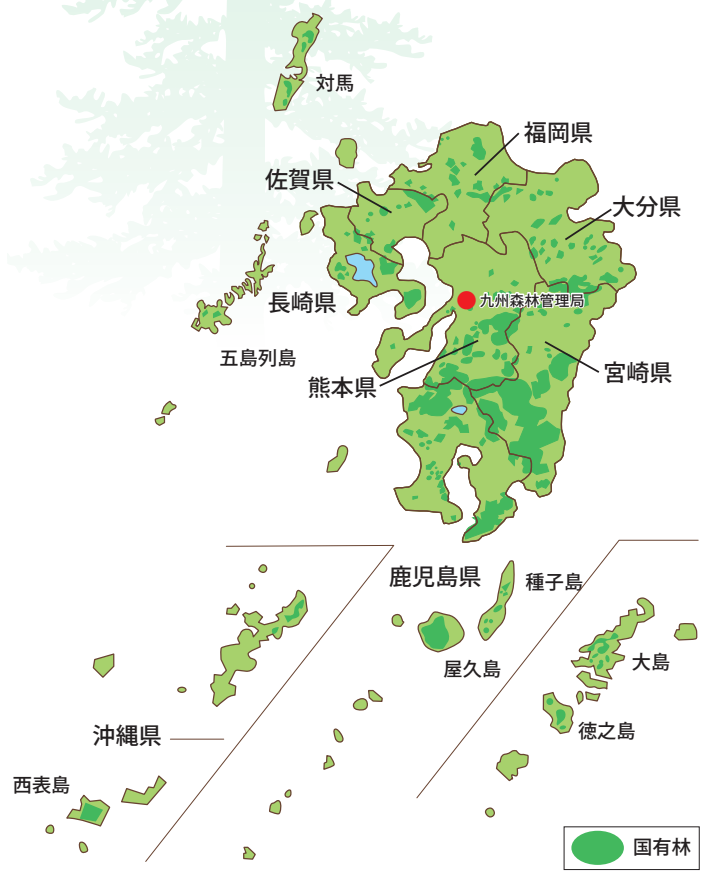 対馬
福岡県
佐賀県
大分県
長崎県
九州森林管理局
五島列島
熊本県
宮崎県
鹿児島県
種子島
屋久島
大島
徳之島
沖縄県
西表島
国有林